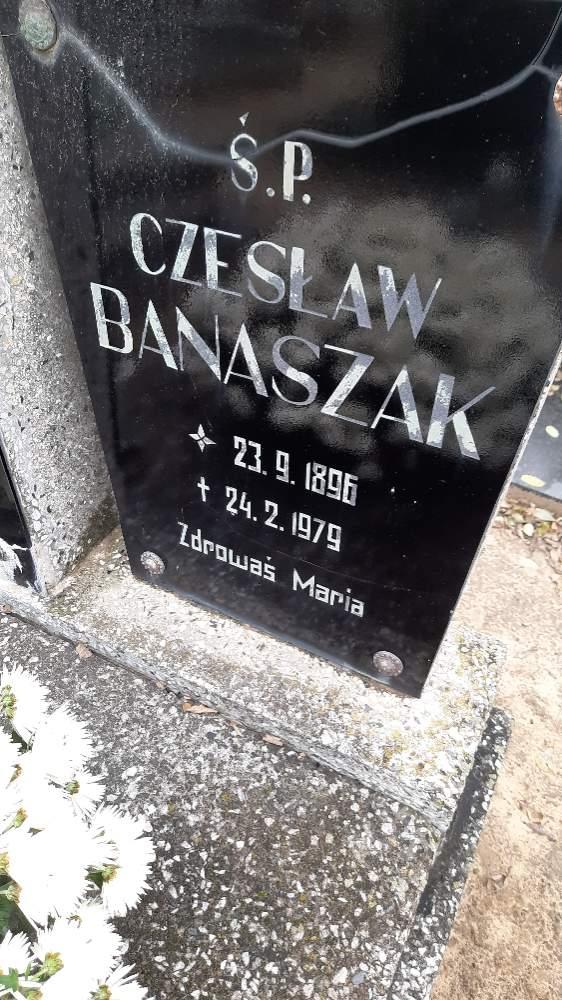 Ś.P.
CZESŁAW
BANASZAK
23.9.1896
✝ 24.2.1979
Zdrowaś Maria